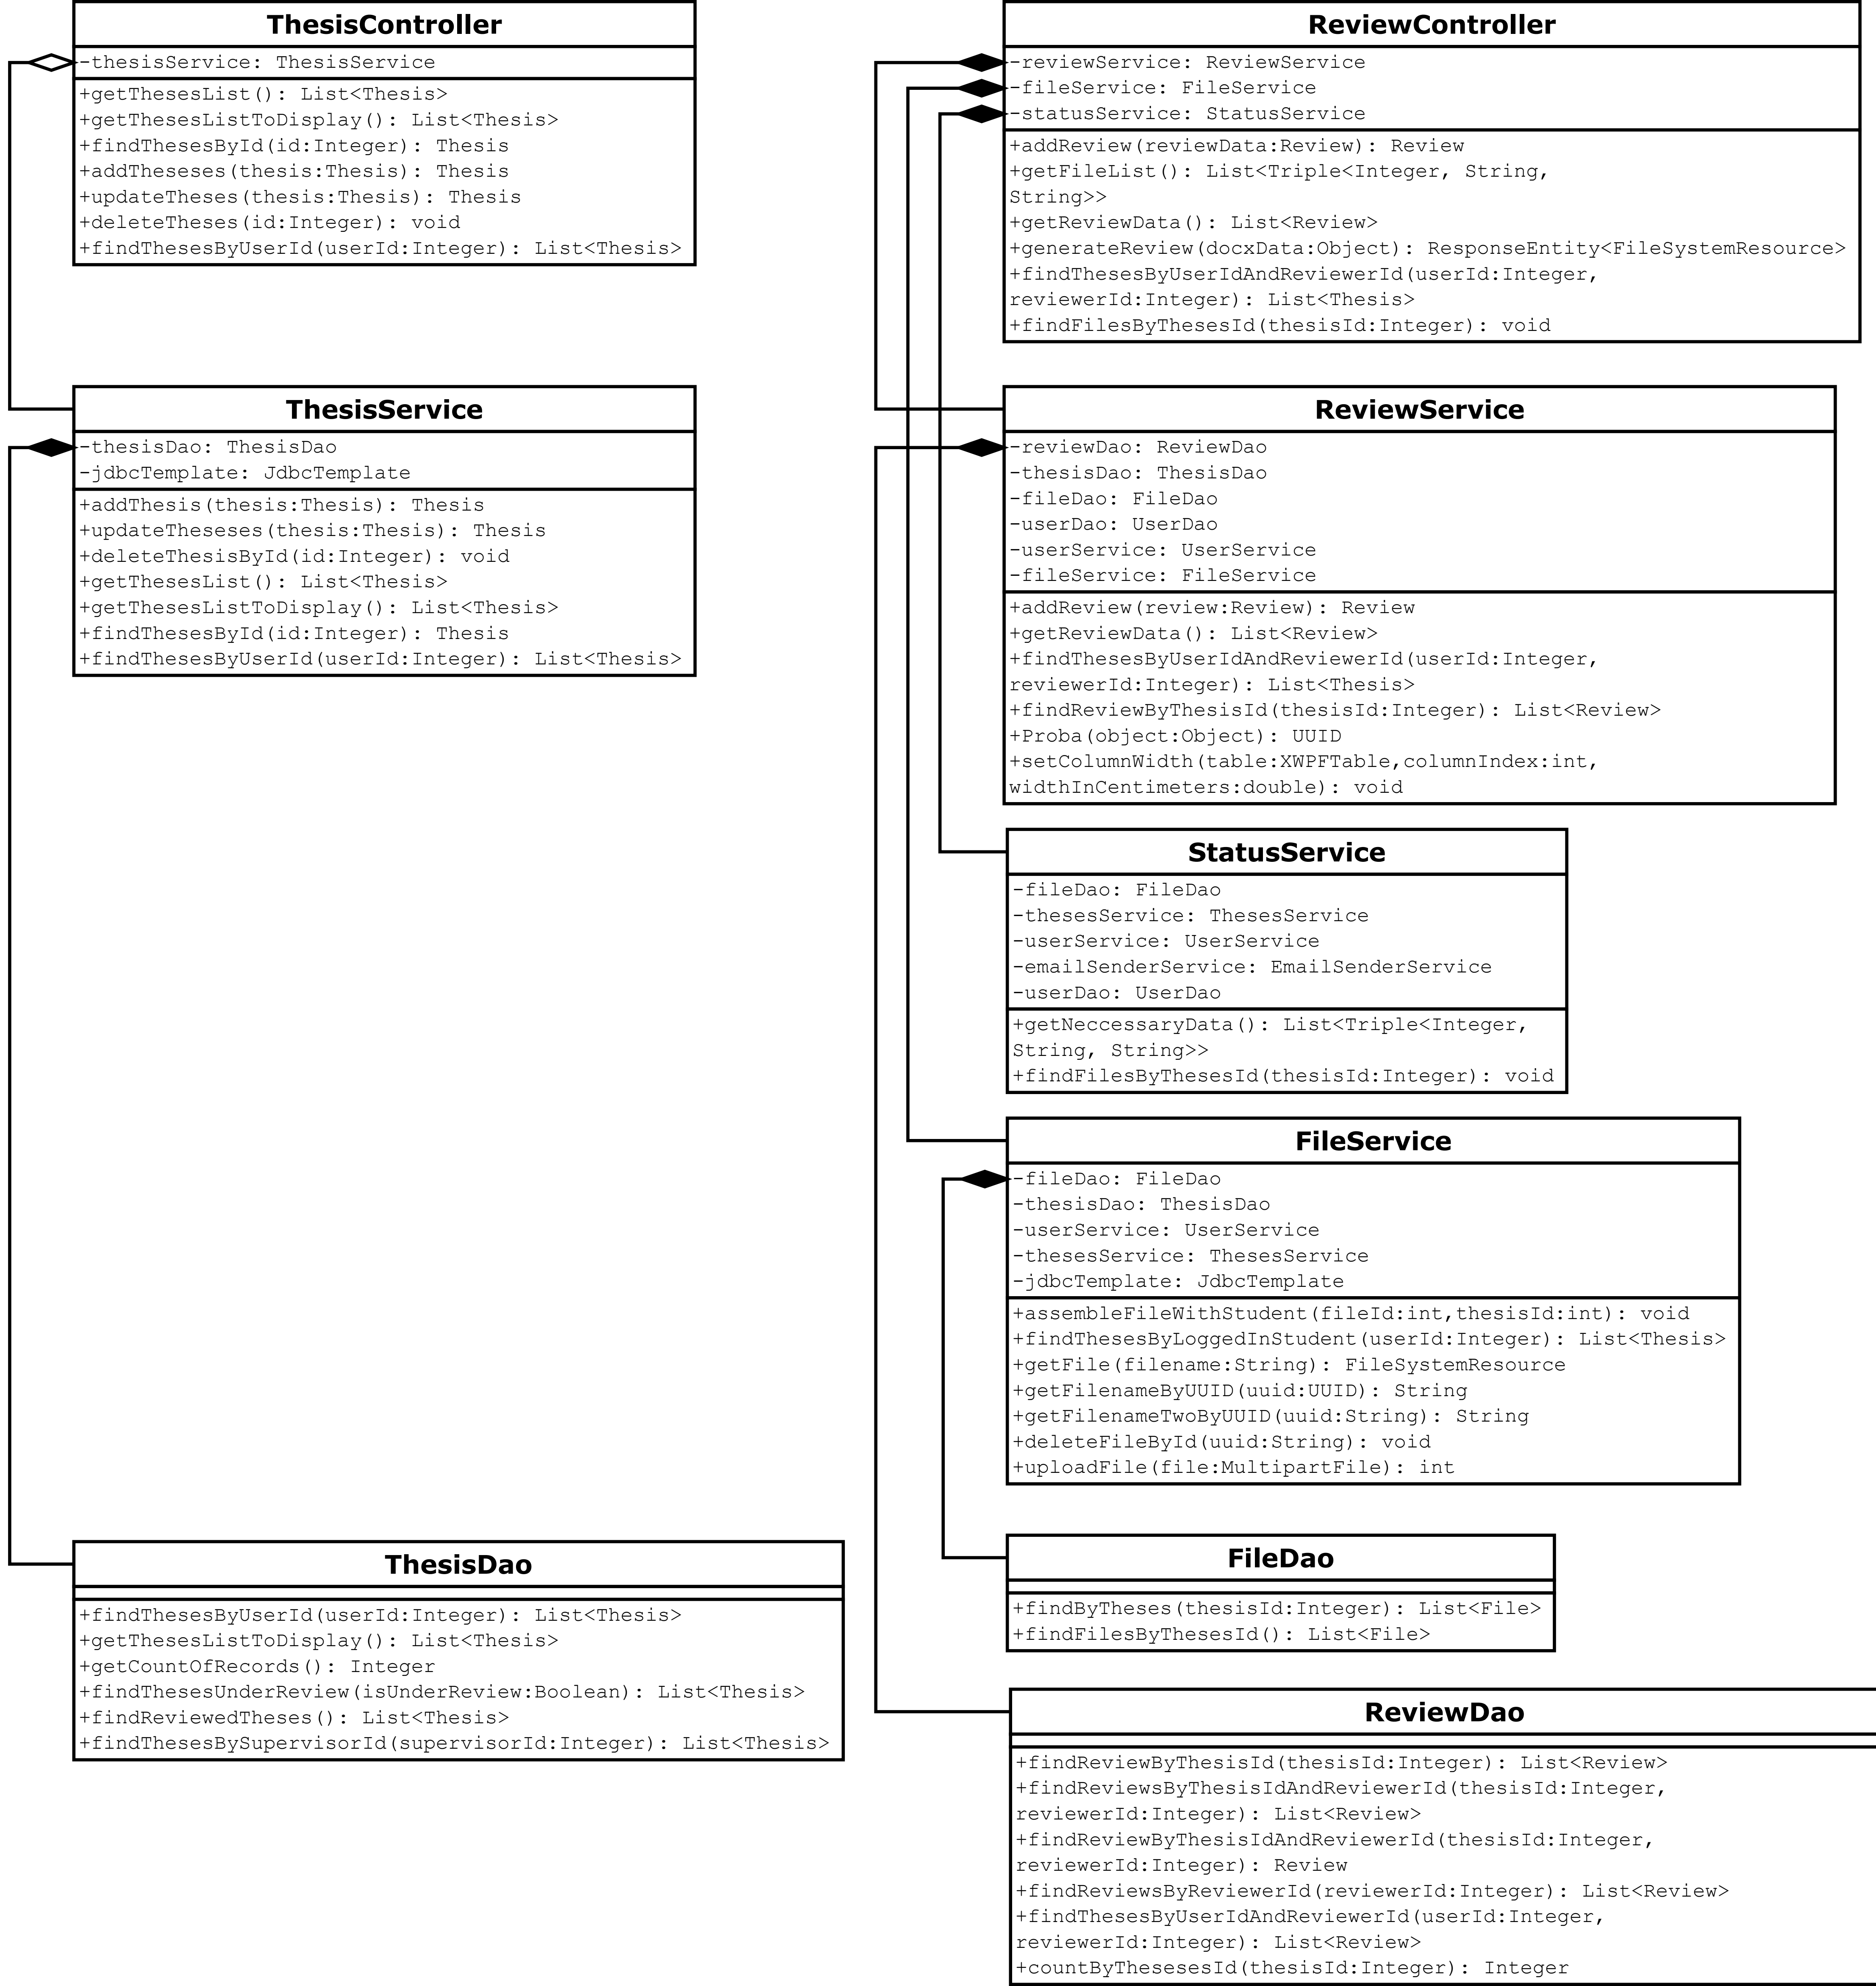 ThesisController
-thesisService: ThesisService
+getThesesList(): List<Thesis>
+getThesesListToDisplay(): List<Thesis>
+findThesesById(id:Integer): Thesis
+addTheseses(thesis:Thesis): Thesis
+updateTheses(thesis:Thesis): Thesis
+deleteTheses(id:Integer): void
+findThesesByUserId(userId:Integer): List<Thesis>
ThesisService
-thesisDao: ThesisDao
-jdbcTemplate: JdbcTemplate
+addThesis(thesis:Thesis): Thesis
+updateTheseses(thesis:Thesis): Thesis
+deleteThesisById(id:Integer): void
+getThesesList(): List<Thesis>
+getThesesListToDisplay(): List<Thesis>
+findThesesById(id:Integer): Thesis
+findThesesByUserId(userId:Integer): List<Thesis>
ThesisDao
+findThesesByUserId(userId:Integer): List<Thesis>
+getThesesListToDisplay(): List<Thesis>
+getCountOfRecords(): Integer
+findThesesUnderReview(isUnderReview:Boolean): List<Thesis>
+findReviewedTheses(): List<Thesis>
+findThesesBySupervisorId(supervisorId:Integer): List<Thesis>
ReviewController
-reviewService: ReviewService
-fileService: FileService
-statusService: StatusService
+addReview(reviewData:Review): Review
+getFileList(): List<Triple<Integer, String,
String>>
+getReviewData(): List<Review>
+generateReview(docxData:Object): ResponseEntity<FileSystemResource>
+findThesesByUserIdAndReviewerId(userId:Integer,
reviewerId:Integer): List<Thesis>
+findFilesByThesesId(thesisId:Integer): void
ReviewService
-reviewDao: ReviewDao
-thesisDao: ThesisDao
-fileDao: FileDao
-userDao: UserDao
-userService: UserService
-fileService: FileService
+addReview(review:Review): Review
+getReviewData(): List<Review>
+findThesesByUserIdAndReviewerId(userId:Integer,
reviewerId:Integer): List<Thesis>
+findReviewByThesisId(thesisId:Integer): List<Review>
+Proba(object:Object): UUID
+setColumnWidth(table:XWPFTable,columnIndex:int,
widthInCentimeters:double): void
StatusService
-fileDao: FileDao
-thesesService: ThesesService
-userService: UserService
-emailSenderService: EmailSenderService
-userDao: UserDao
+getNeccessaryData(): List<Triple<Integer,
String, String>>
+findFilesByThesesId(thesisId:Integer): void
FileService
-fileDao: FileDao
-thesisDao: ThesisDao
-userService: UserService
-thesesService: ThesesService
-jdbcTemplate: JdbcTemplate
+assembleFileWithStudent(fileId:int,thesisId:int): void
+findThesesByLoggedInStudent(userId:Integer): List<Thesis>
+getFile(filename:String): FileSystemResource
+getFilenameByUUID(uuid:UUID): String
+getFilenameTwoByUUID(uuid:String): String
+deleteFileById(uuid:String): void
+uploadFile(file:MultipartFile): int
FileDao
+findByTheses(thesisId:Integer): List<File>
+findFilesByThesesId(): List<File>
ReviewDao
+findReviewByThesisId(thesisId:Integer): List<Review>
+findReviewsByThesisIdAndReviewerId(thesisId:Integer,
reviewerId:Integer): List<Review>
+findReviewByThesisIdAndReviewerId(thesisId:Integer,
reviewerId:Integer): Review
+findReviewsByReviewerId(reviewerId:Integer): List<Review>
+findThesesByUserIdAndReviewerId(userId:Integer,
reviewerId:Integer): List<Review>
+countByThesesesId(thesisId:Integer): Integer